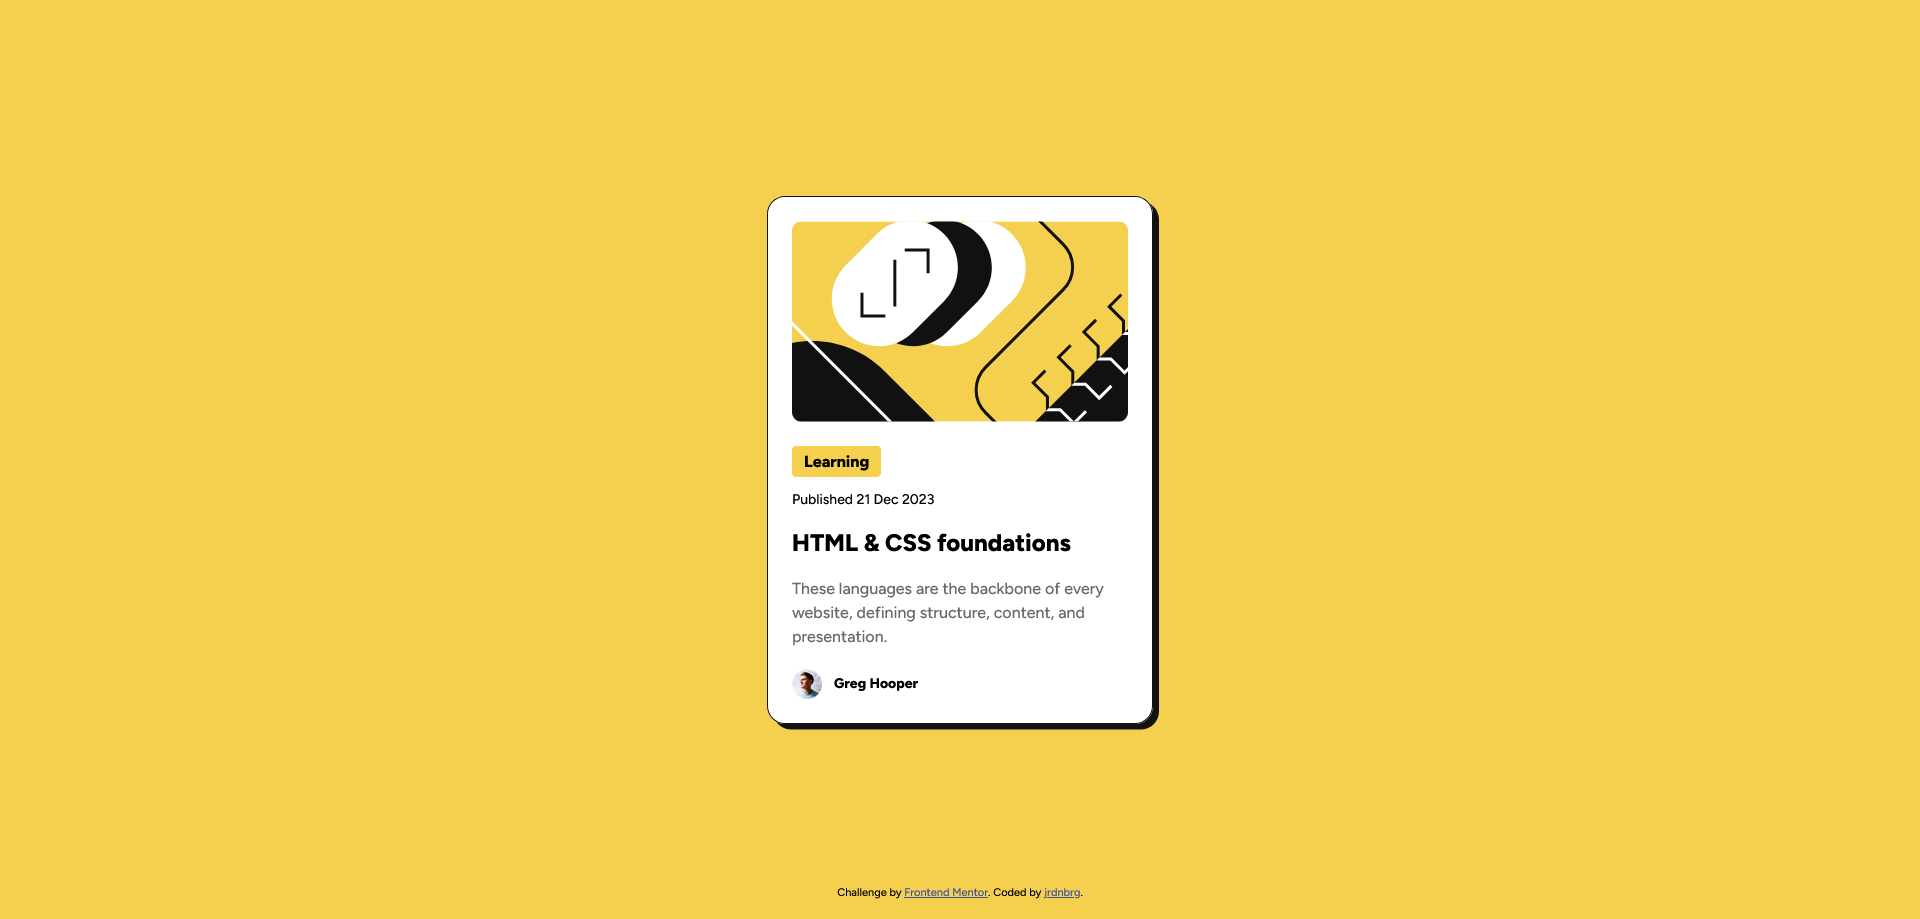 Learning
Published 21 Dec 2023
HTML & CSS foundations
These languages are the backbone of every
website, defining structure, content, and
presentation.
Greg Hooper
Challenge by Frontend Mentor. Coded by jrdnbrg.